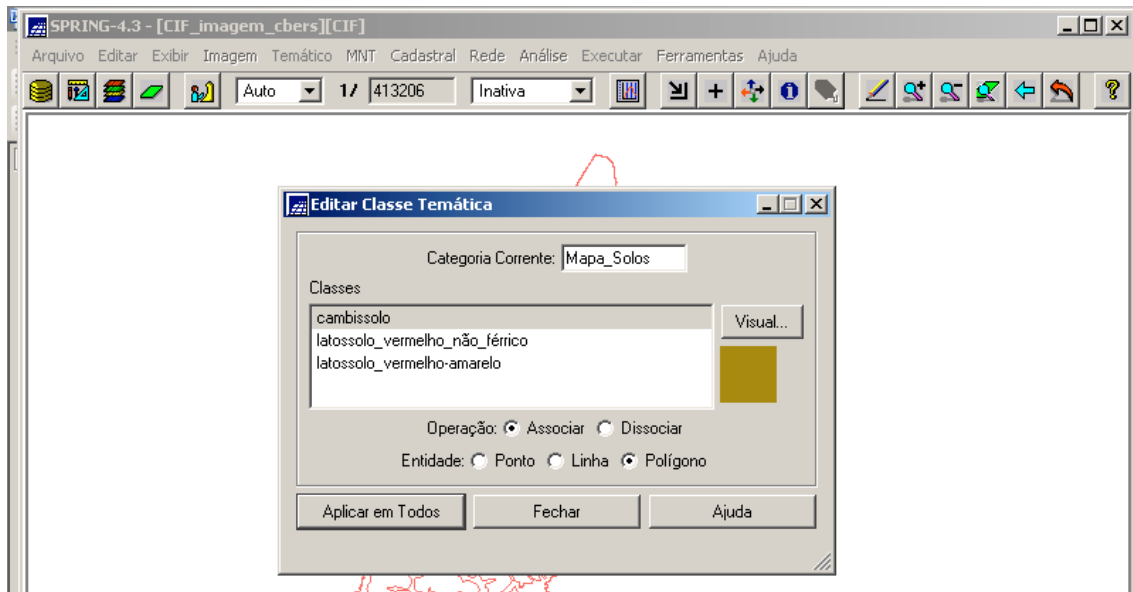 SPRING-4.3 - [CIF_imagem_cbers][CIF]
Arquivo Editar Exibir Imagem Temático MNT Cadastral Rede Análise Executar Ferramentas Ajuda
Auto 1/ 413206 Inativa
Editar Classe Temática
Categoria Corrente: Mapa_Solos
Classes
cambissolo
Visual...
latossolo_vermelho_não_férrico
latossolo_vermelho-amarelo
Operação: Associar Dissociar
Entidade: Ponto Linha Polígono
Aplicar em Todos Fechar Ajuda